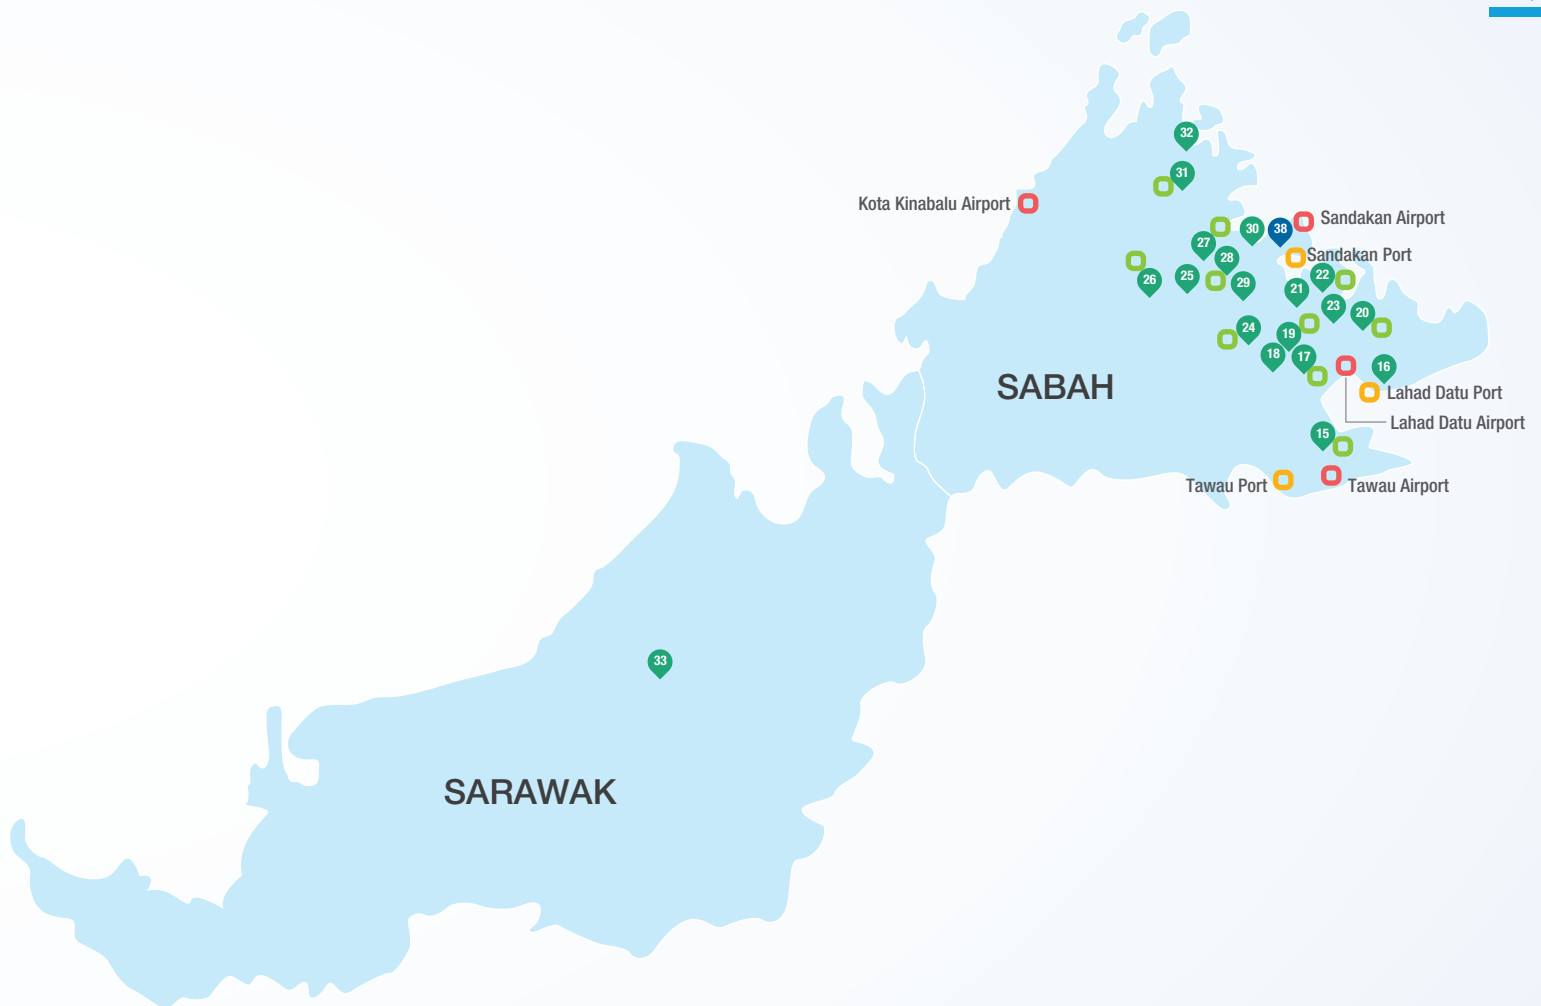 32
31
Kota Kinabalu Airport
Sandakan Airport
30
38
27
Sandakan Port
28
22
26
25
29
21
23
20
24
19
18
17
16
SABAH
Lahad Datu Port
Lahad Datu Airport
15
Tawau Port
Tawau Airport
33
SARAWAK